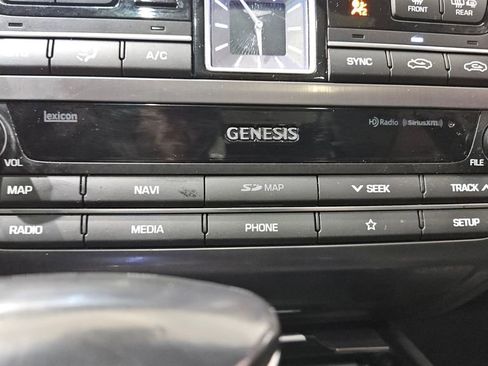 FRONT REAR
A/C SYNC
lexicon GENESIS HD Radio ((SiriusXM))
VOL FILE
MAP NAVI SD MAP SEEK TRACK
RADIO MEDIA PHONE SETUP